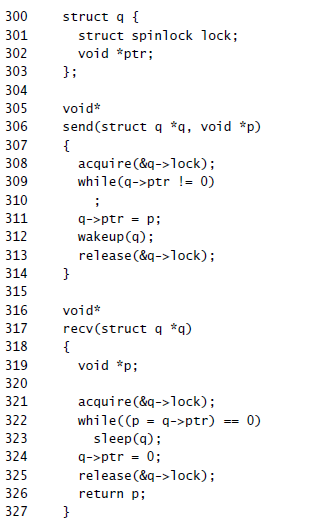 300 struct q {
301 struct spinlock lock;
302 void *ptr;
303 };
304
305 void*
306 send(struct q *q, void *p)
307 {
308 acquire(&q->lock);
309 while(q->ptr != 0)
310 ;
311 q->ptr = p;
312 wakeup(q);
313 release(&q->lock);
314 }
315
316 void*
317 recv(struct q *q)
318 {
319 void *p;
320
321 acquire(&q->lock);
322 while((p = q->ptr) == 0)
323 sleep(q);
324 q->ptr = 0;
325 release(&q->lock);
326 return p;
327 }